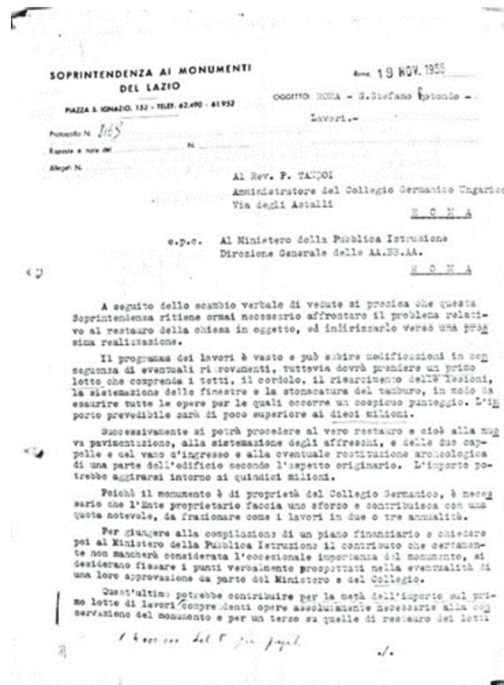 SOPRINTENDENZA AI MONUMENTI
DEL LAZIO
PIAZZA S. IGNAZIO, 152 - TELEF. 62.490 - 61.952
Protocollo N.
Risposta a nota del N.
Allegati N.
Roma, 19 NOV. 1955
OGGETTO: ROMA - S.Stefano Rotondo -
Lavori.-
Al Rev. P. TANDOI
Amministratore del Collegio Germanico Ungarico
Via degli Astalli
R O M A
e.p.c. Al Ministero della Pubblica Istruzione
Direzione Generale delle AA.BB.AA.
R O M A
A seguito dello scambio verbale di vedute si precisa che questa
Soprintendenza ritiene ormai necessario affrontare il problema relati-
vo al restauro della chiesa in oggetto, ed indirizzarlo verso una pros
sima realizzazione.
Il programma dei lavori è vasto e può subire modificazioni in con
seguenza di eventuali ritrovamenti, tuttavia dovrà prendere un primo
lotto che comprenda i tetti, il cordolo, il risarcimento delle lesioni,
la sistemazione delle finestre e la stonacatura del tamburo, in modo da
esaurire tutte le opere per le quali occorre un cospicuo ponteggio. L'im
porto prevedibile sarà di poco superiore ai dieci milioni.
Successivamente si potrà procedere al vero restauro e cioè alla nuo
va pavimentazione, alla sistemazione degli affreschi, e delle due cap-
pelle e del vano d'ingresso e alla eventuale restituzione archeologica
di una parte dell'edificio secondo l'aspetto originario. L'importo po-
trebbe aggirarsi intorno ai quindici milioni.
Poichè il monumento è di proprietà del Collegio Germanico, è neces
sario che l'Ente proprietario faccia uno sforzo e contribuisca con una
quota notevole, da frazionare come i lavori in due o tre annualità.
Per giungere alla compilazione di un piano finanziario e chiedere
poi al Ministero della Pubblica Istruzione il contributo che certamen-
te non mancherà considerata l'eccezionale importanza del monumento, si
desiderano fissare i punti verbalmente prospettati nella eventualità di
una loro approvazione da parte del Ministero e del Collegio.
Quest'ultimo potrebbe contribuire per la metà dell'importo sul pri-
mo lotto di lavori comprendenti opere assolutamente necessarie alla con
servazione del monumento e per un terzo su quelle di restauro dei lotti
./.